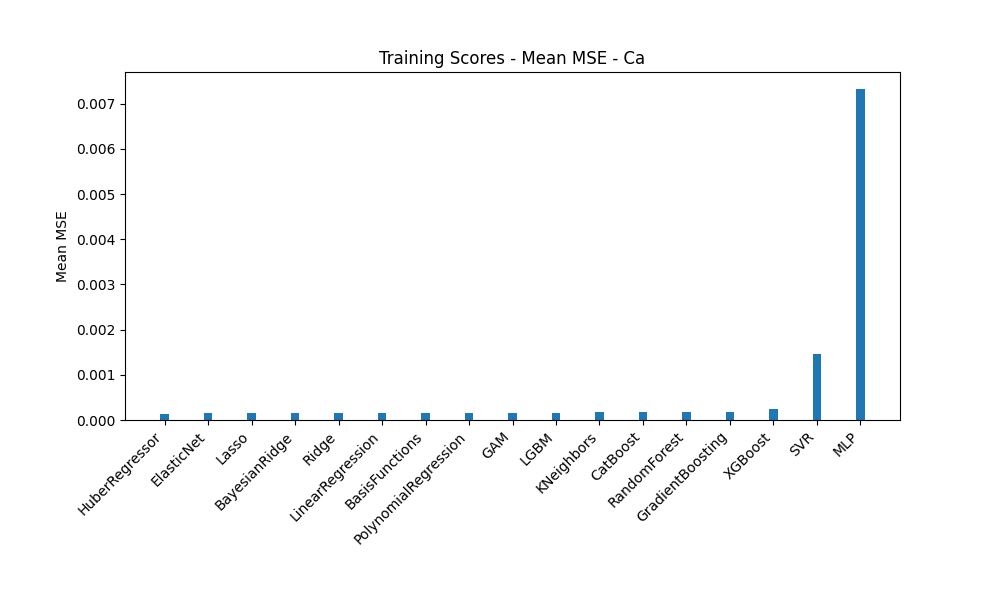 Training Scores - Mean MSE - Ca
Mean MSE
0.007
0.006
0.005
0.004
0.003
0.002
0.001
0.000
HuberRegressor
ElasticNet
Lasso
BayesianRidge
Ridge
LinearRegression
BasisFunctions
PolynomialRegression
GAM
LGBM
KNeighbors
CatBoost
RandomForest
GradientBoosting
XGBoost
SVR
MLP